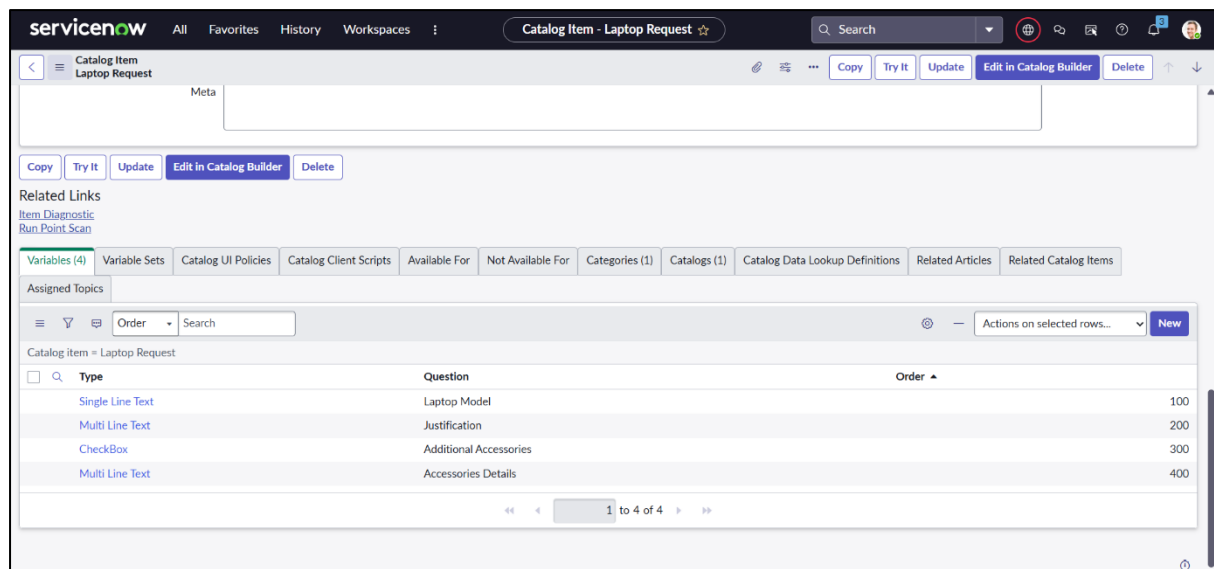 servicenow All Favorites History Workspaces Catalog Item - Laptop Request Search 3
Catalog Item
Laptop Request
Copy Try It Update Edit in Catalog Builder Delete
Meta
Copy Try It Update Edit in Catalog Builder Delete
Related Links
Item Diagnostic
Run Point Scan
Variables (4) Variable Sets Catalog UI Policies Catalog Client Scripts Available For Not Available For Categories (1) Catalogs (1) Catalog Data Lookup Definitions Related Articles Related Catalog Items
Assigned Topics
Order Search Actions on selected rows... New
Catalog item = Laptop Request
Type Question Order
Single Line Text Laptop Model 100
Multi Line Text Justification 200
CheckBox Additional Accessories 300
Multi Line Text Accessories Details 400
1 to 4 of 4